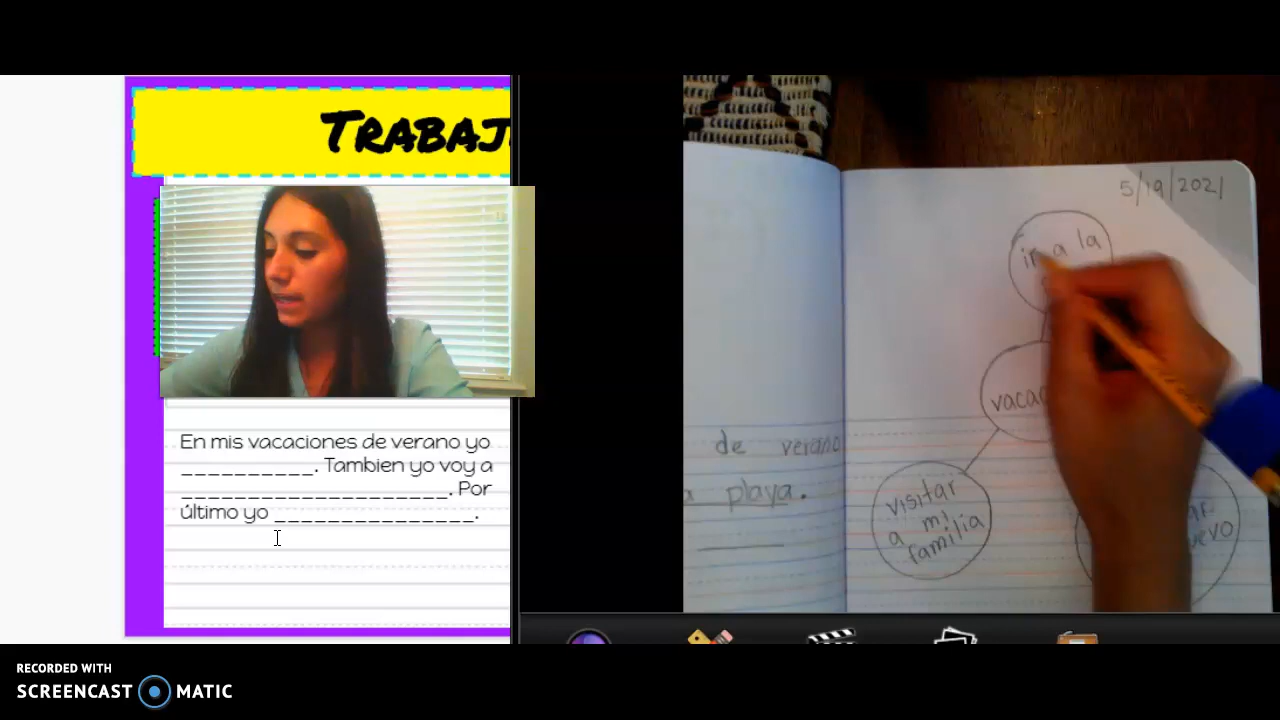 TRABAJ
En mis vacaciones de verano yo
__________. Tambien yo voy a
____________________. Por
último yo _______________.
de verano
a playa.
5/19/2021
ir a la
visitar
a mi
familia
RECORDED WITH
SCREENCAST MATIC